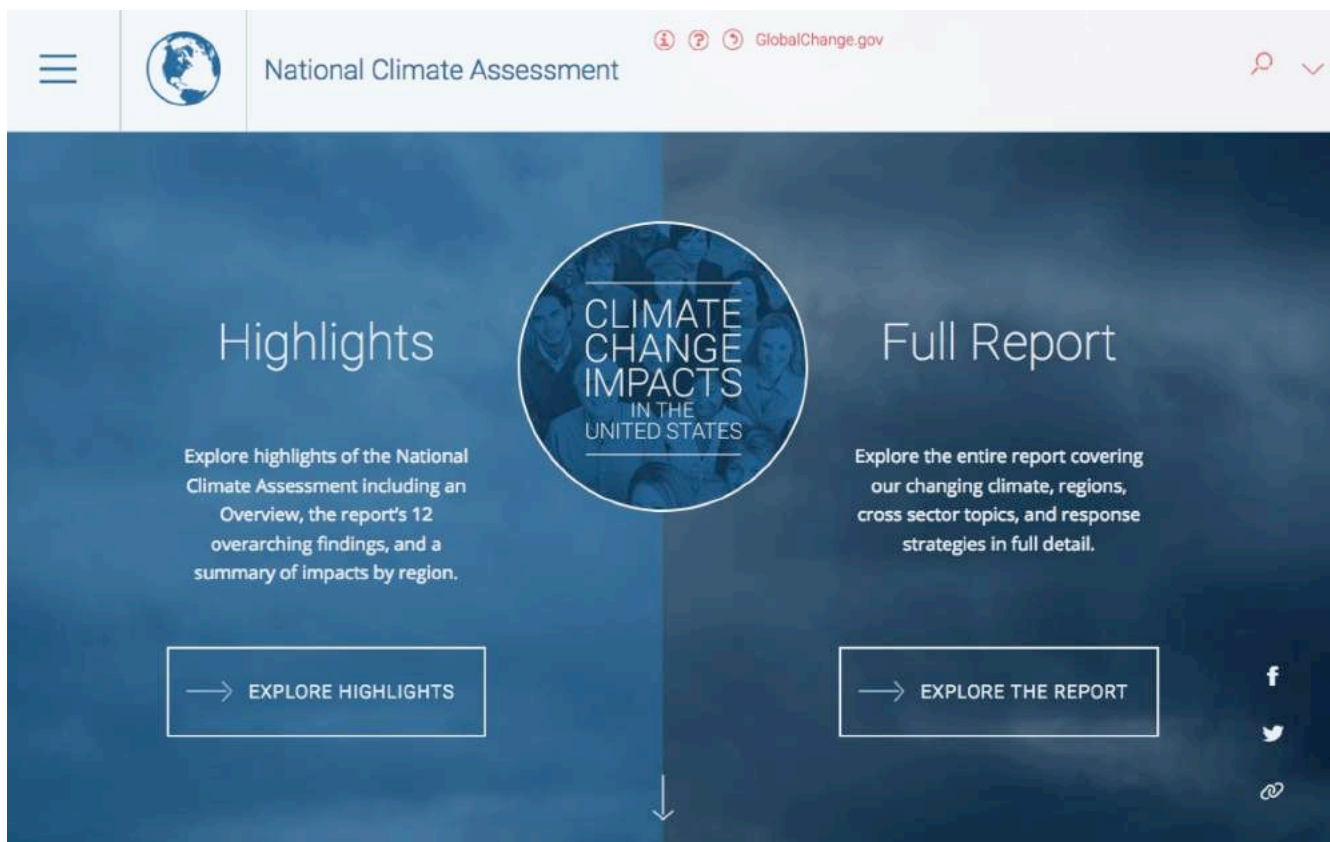 National Climate Assessment
GlobalChange.gov
Highlights
Explore highlights of the National
Climate Assessment including an
Overview, the report's 12
overarching findings, and a
summary of impacts by region.
EXPLORE HIGHLIGHTS
CLIMATE
CHANGE
IMPACTS
IN THE
UNITED STATES
Full Report
Explore the entire report covering
our changing climate, regions,
cross sector topics, and response
strategies in full detail.
EXPLORE THE REPORT